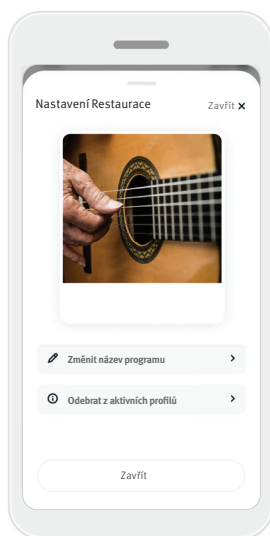 Nastavení Restaurace
Zavřít ×
Změnit název programu
Odebrat z aktivních profilů
Zavřít